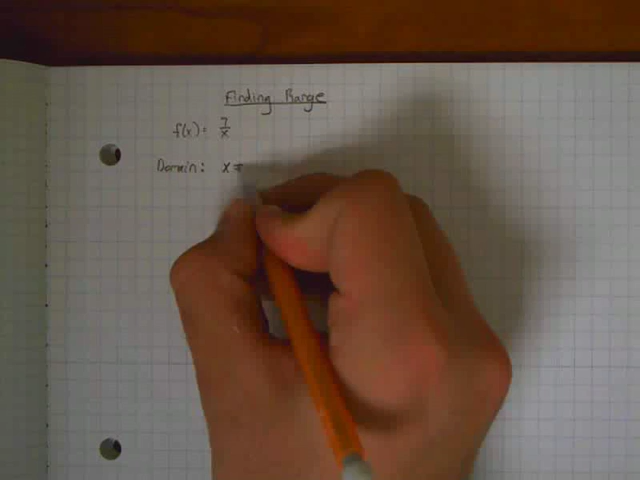 Finding Range
f(x) = 7/x
Domain: x =